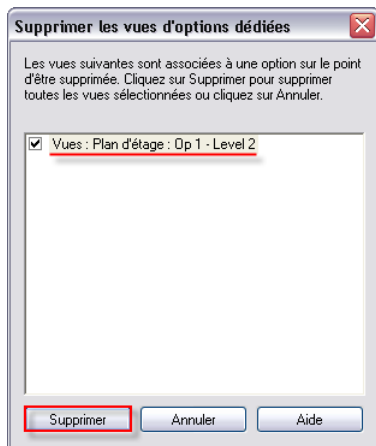 Supprimer les vues d'options dédiées
Les vues suivantes sont associées à une option sur le point
d'être supprimée. Cliquez sur Supprimer pour supprimer
toutes les vues sélectionnées ou cliquez sur Annuler.
Vues : Plan d'étage : Op 1 - Level 2
Supprimer Annuler Aide